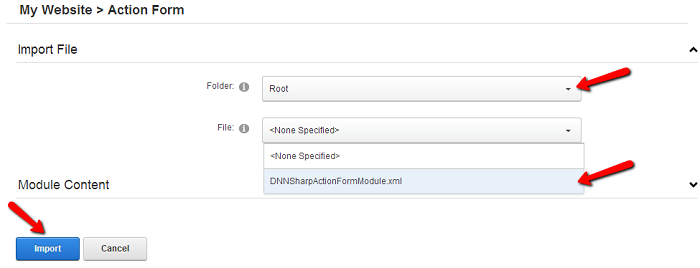 My Website > Action Form
Import File
Folder:
Root
File:
<None Specified>
<None Specified>
DNNSharpActionFormModule.xml
Module Content
Import
Cancel